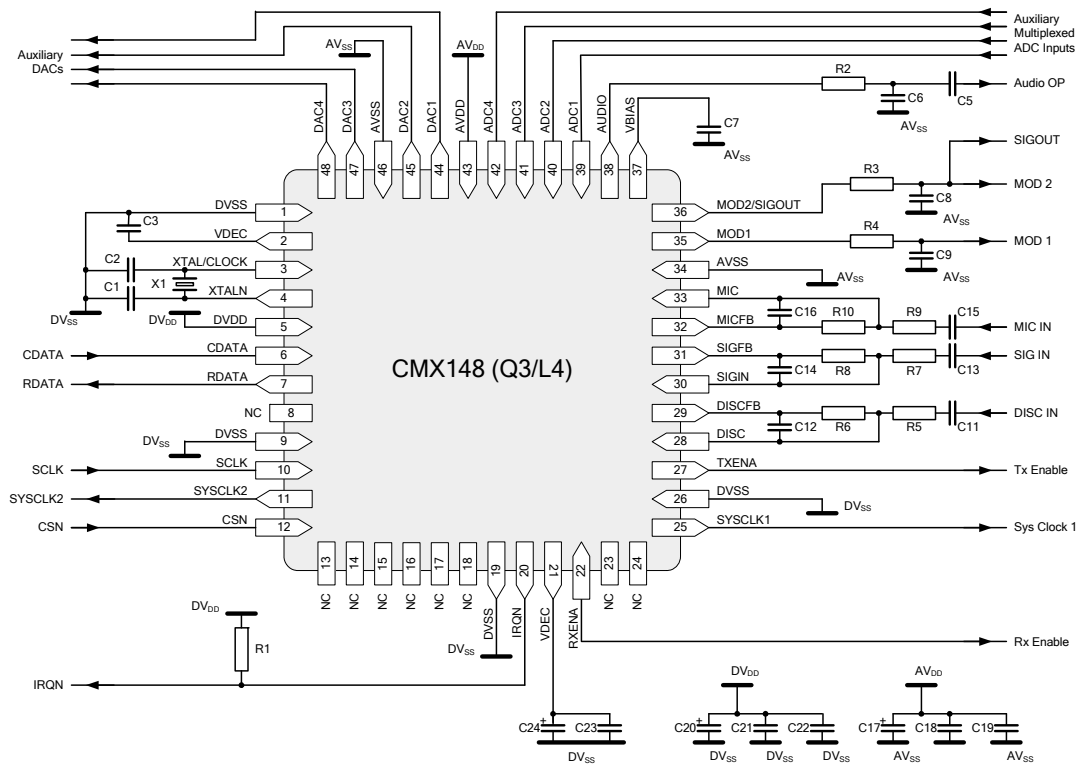 Auxiliary
DACs
AVSS
AVDD
Auxiliary
Multiplexed
ADC Inputs
R2
C6
C5
AVSS
Audio OP
C7
AVSS
DAC4
DAC3
AVSS
DAC2
DAC1
AVDD
ADC4
ADC3
ADC2
ADC1
AUDIO
VBIAS
48
47
46
45
44
43
42
41
40
39
38
37
SIGOUT
DVSS
1
36
MOD2/SIGOUT
R3
C8
AVSS
MOD 2
C3
VDEC
2
35
MOD1
R4
C9
AVSS
MOD 1
C2
XTAL/CLOCK
3
34
AVSS
AVSS
X1
C1
XTALN
4
33
MIC
DVSS
DVDD
DVDD
5
32
MICFB
C16
R10
R9
C15
MIC IN
CDATA
CDATA
6
31
SIGFB
C14
R8
R7
C13
SIG IN
CMX148 (Q3/L4)
RDATA
RDATA
7
30
SIGIN
NC
8
29
DISCFB
C12
R6
R5
C11
DISC IN
DVSS
DVSS
9
28
DISC
SCLK
SCLK
10
27
TXENA
Tx Enable
SYSCLK2
SYSCLK2
11
26
DVSS
DVSS
CSN
CSN
12
25
SYSCLK1
Sys Clock 1
13
14
15
16
17
18
19
20
21
22
23
24
NC
NC
NC
NC
NC
NC
DVSS
IRQN
VDEC
RXENA
NC
NC
DVDD
R1
DVSS
Rx Enable
IRQN
DVDD
AVDD
C24
+
C23
DVSS
C20
+
C21
C22
DVSS
DVSS
DVSS
C17
+
C18
C19
AVSS
AVSS